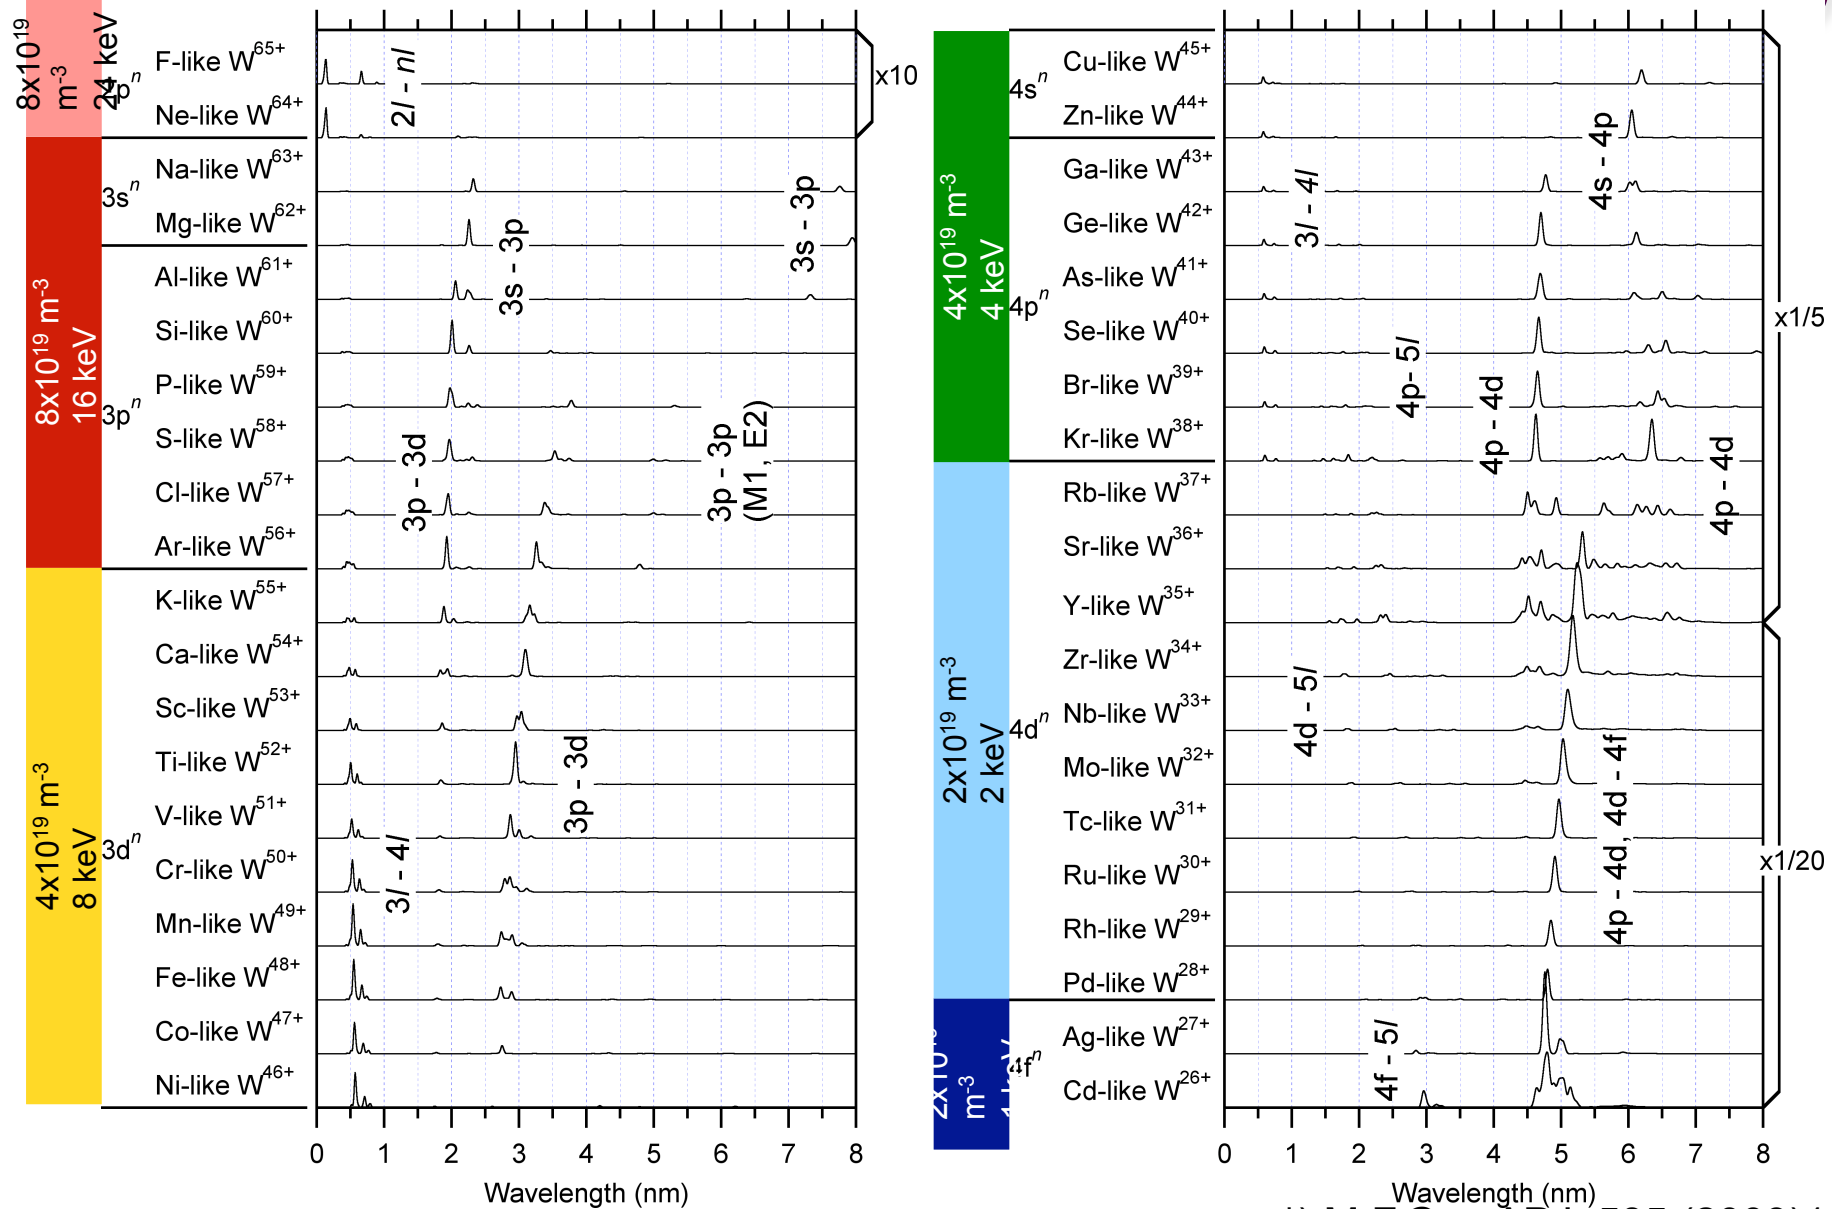 8x10^19 m^-3 24 keV
2p^n
F-like W^65+
Ne-like W^64+
8x10^19 m^-3
16 keV
3s^n
Na-like W^63+
Mg-like W^62+
3p^n
Al-like W^61+
Si-like W^60+
P-like W^59+
S-like W^58+
Cl-like W^57+
Ar-like W^56+
4x10^19 m^-3
8 keV
3d^n
K-like W^55+
Ca-like W^54+
Sc-like W^53+
Ti-like W^52+
V-like W^51+
Cr-like W^50+
Mn-like W^49+
Fe-like W^48+
Co-like W^47+
Ni-like W^46+
2l - nl
x10
3s - 3p
3s - 3p
3p - 3d
3p - 3p
(M1, E2)
3p - 3d
3l - 4l
0 1 2 3 4 5 6 7 8
Wavelength (nm)
4x10^19 m^-3
4 keV
4s^n
Cu-like W^45+
Zn-like W^44+
4p^n
Ga-like W^43+
Ge-like W^42+
As-like W^41+
Se-like W^40+
Br-like W^39+
Kr-like W^38+
2x10^19 m^-3
2 keV
4d^n
Rb-like W^37+
Sr-like W^36+
Y-like W^35+
Zr-like W^34+
Nb-like W^33+
Mo-like W^32+
Tc-like W^31+
Ru-like W^30+
Rh-like W^29+
Pd-like W^28+
m^-3
4f^n
Ag-like W^27+
Cd-like W^26+
4s - 4p
3l - 4l
4p- 5l
4p - 4d
4p - 4d
x1/5
4d - 5l
4p - 4d, 4d - 4f
x1/20
4f - 5l
0 1 2 3 4 5 6 7 8
Wavelength (nm)